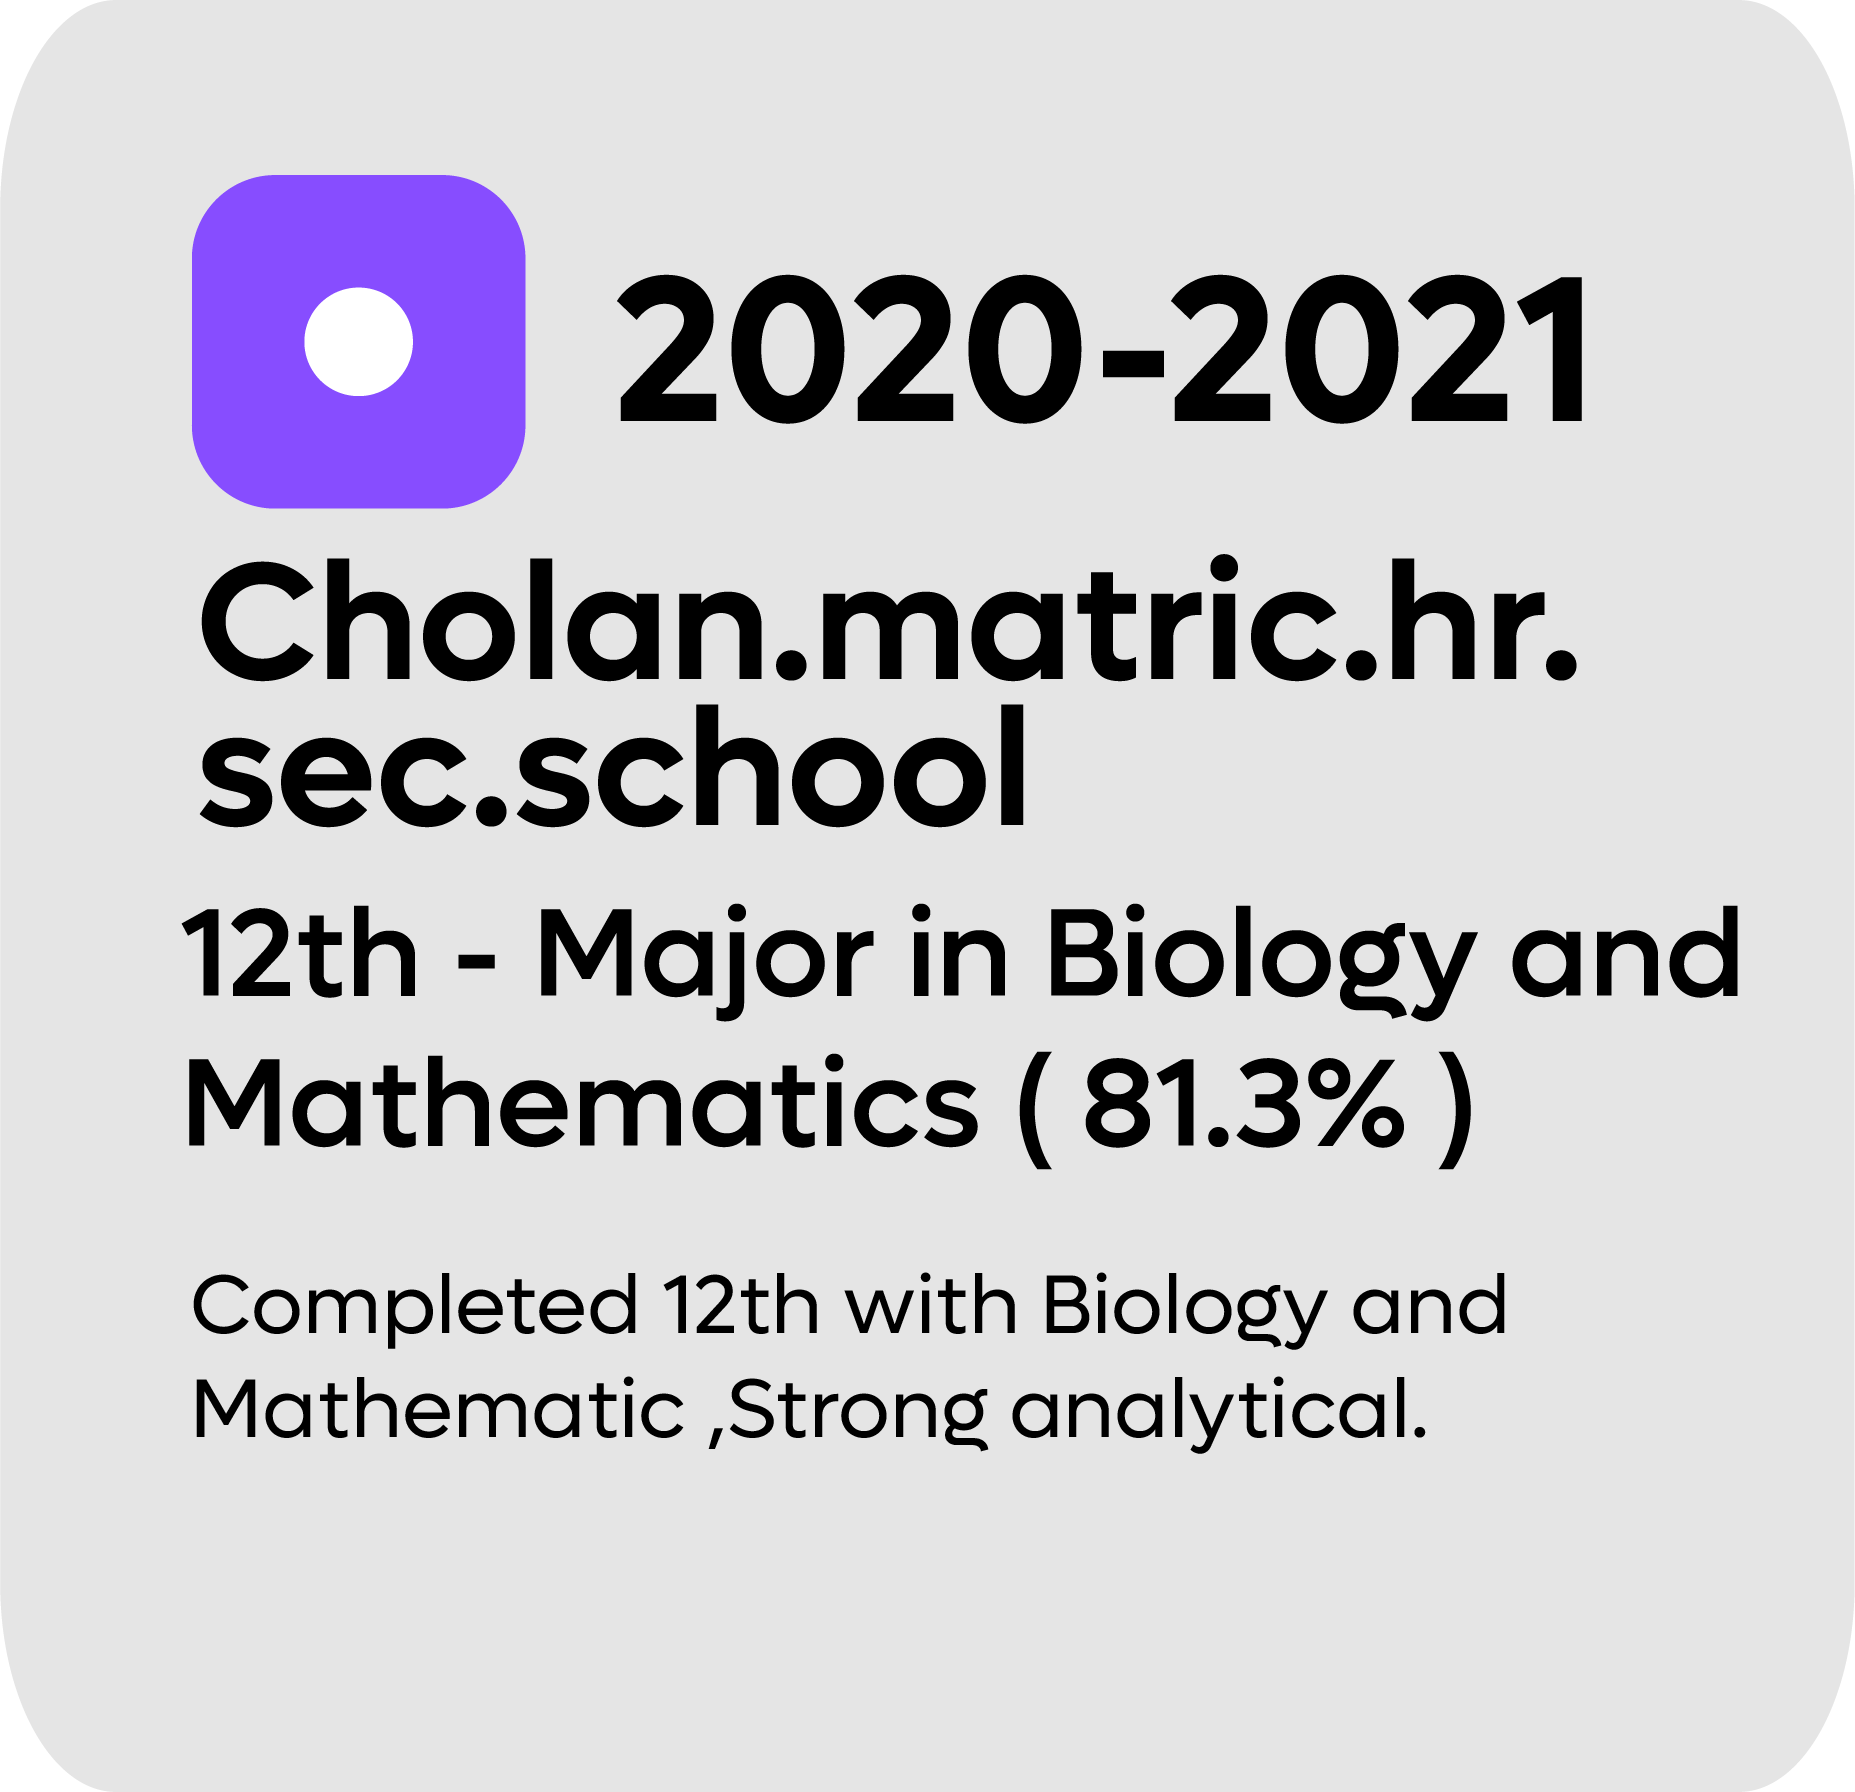 2020-2021
Cholan.matric.hr.
sec.school
12th - Major in Biology and
Mathematics ( 81.3% )
Completed 12th with Biology and
Mathematic ,Strong analytical.